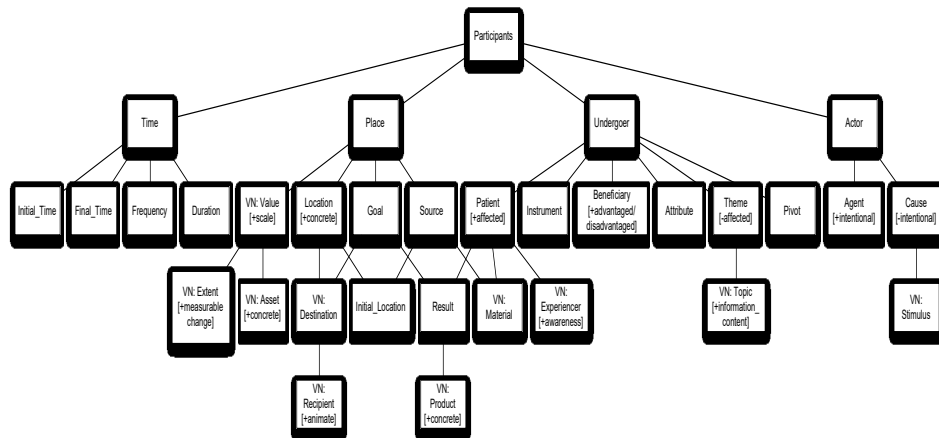 Participants
Time
Place
Undergoer
Actor
Initial_Time
Final_Time
Frequency
Duration
VN: Value
[+scale]
Location
[+concrete]
Goal
Source
Patient
[+affected]
Instrument
Beneficiary
[+advantaged/
disadvantaged]
Attribute
Theme
[-affected]
Pivot
Agent
[+intentional]
Cause
[-intentional]
VN: Extent
[+measurable
change]
VN: Asset
[+concrete]
VN:
Destination
Initial_Location
Result
VN:
Material
VN:
Experiencer
[+awareness]
VN: Topic
[+information_
content]
VN:
Stimulus
VN:
Recipient
[+animate]
VN:
Product
[+concrete]